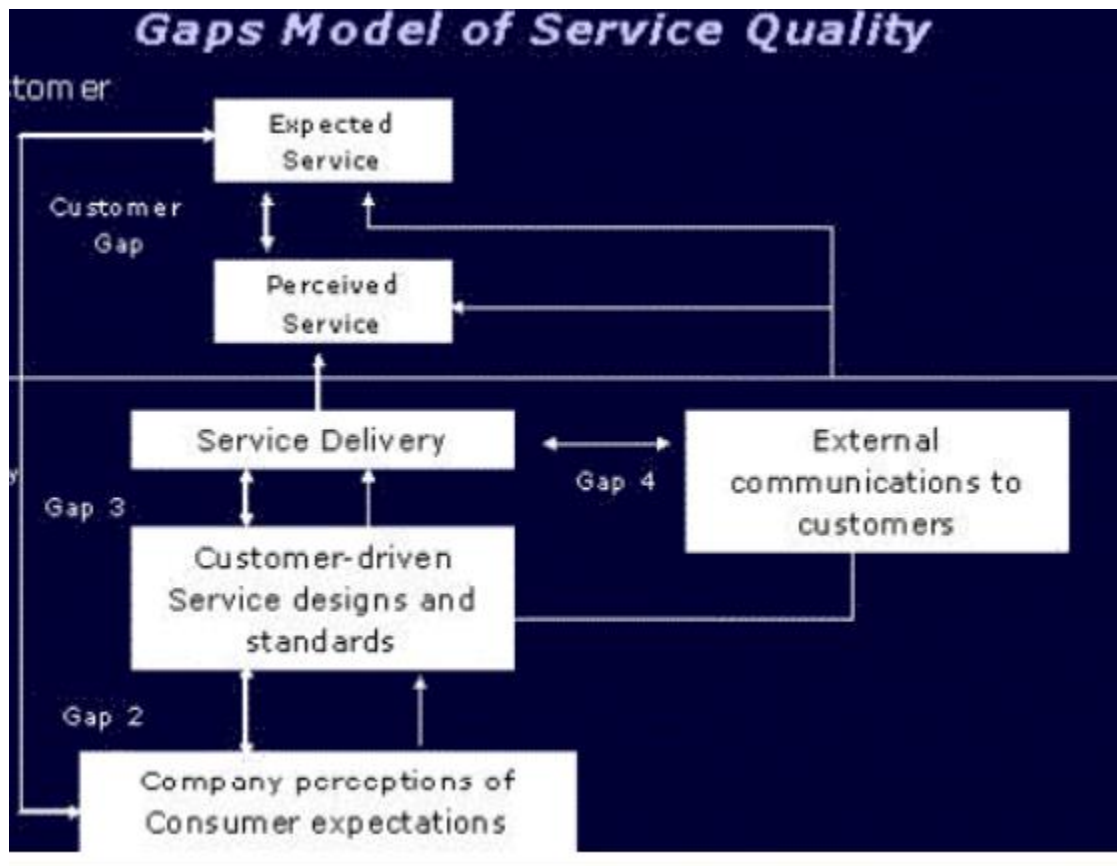 Gaps Model of Service Quality
tomer
Expected
Service
Customer
Gap
Perceived
Service
Service Delivery
Gap 3
Gap 4
External
communications to
customers
Customer-driven
Service designs and
standards
Gap 2
Company perceptions of
Consumer expectations